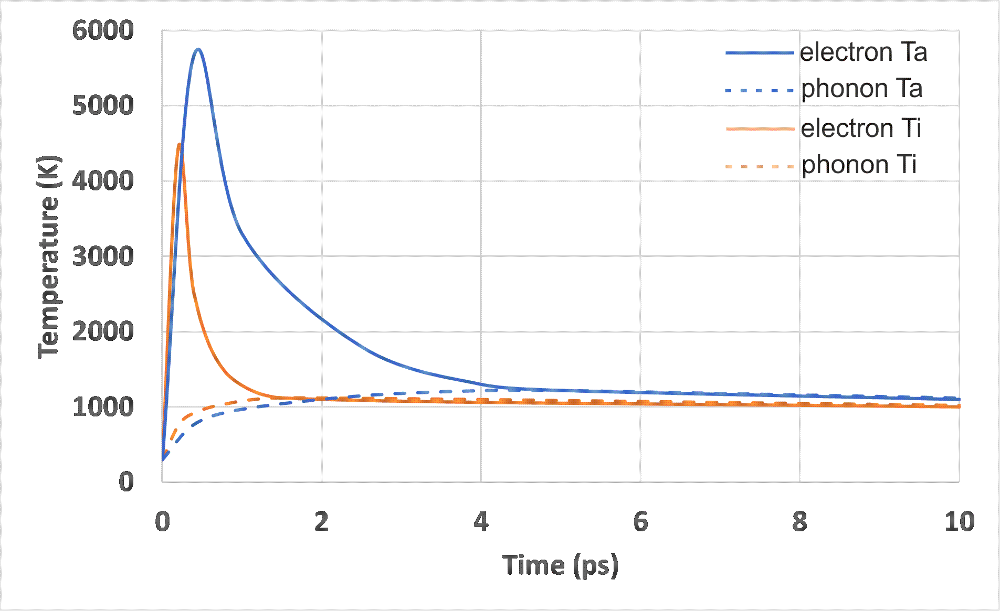 6000
5000
4000
3000
2000
1000
0
Temperature (K)
electron Ta
phonon Ta
electron Ti
phonon Ti
0 2 4 6 8 10
Time (ps)